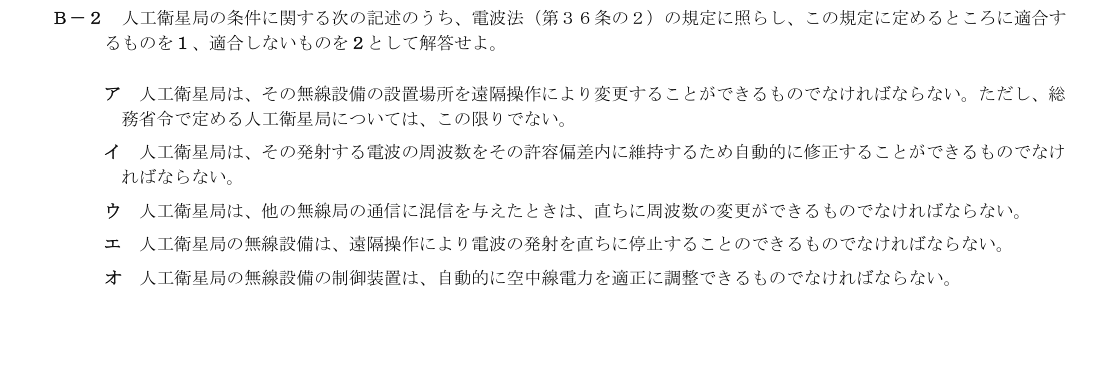 B－2　人工衛星局の条件に関する次の記述のうち、電波法（第３６条の２）の規定に照らし、この規定に定めるところに適合す
るものを1、適合しないものを2として解答せよ。
ア　人工衛星局は、その無線設備の設置場所を遠隔操作により変更することができるものでなければならない。ただし、総
務省令で定める人工衛星局については、この限りでない。
イ　人工衛星局は、その発射する電波の周波数をその許容偏差内に維持するため自動的に修正することができるものでなけ
ればならない。
ウ　人工衛星局は、他の無線局の通信に混信を与えたときは、直ちに周波数の変更ができるものでなければならない。
エ　人工衛星局の無線設備は、遠隔操作により電波の発射を直ちに停止することのできるものでなければならない。
オ　人工衛星局の無線設備の制御装置は、自動的に空中線電力を適正に調整できるものでなければならない。